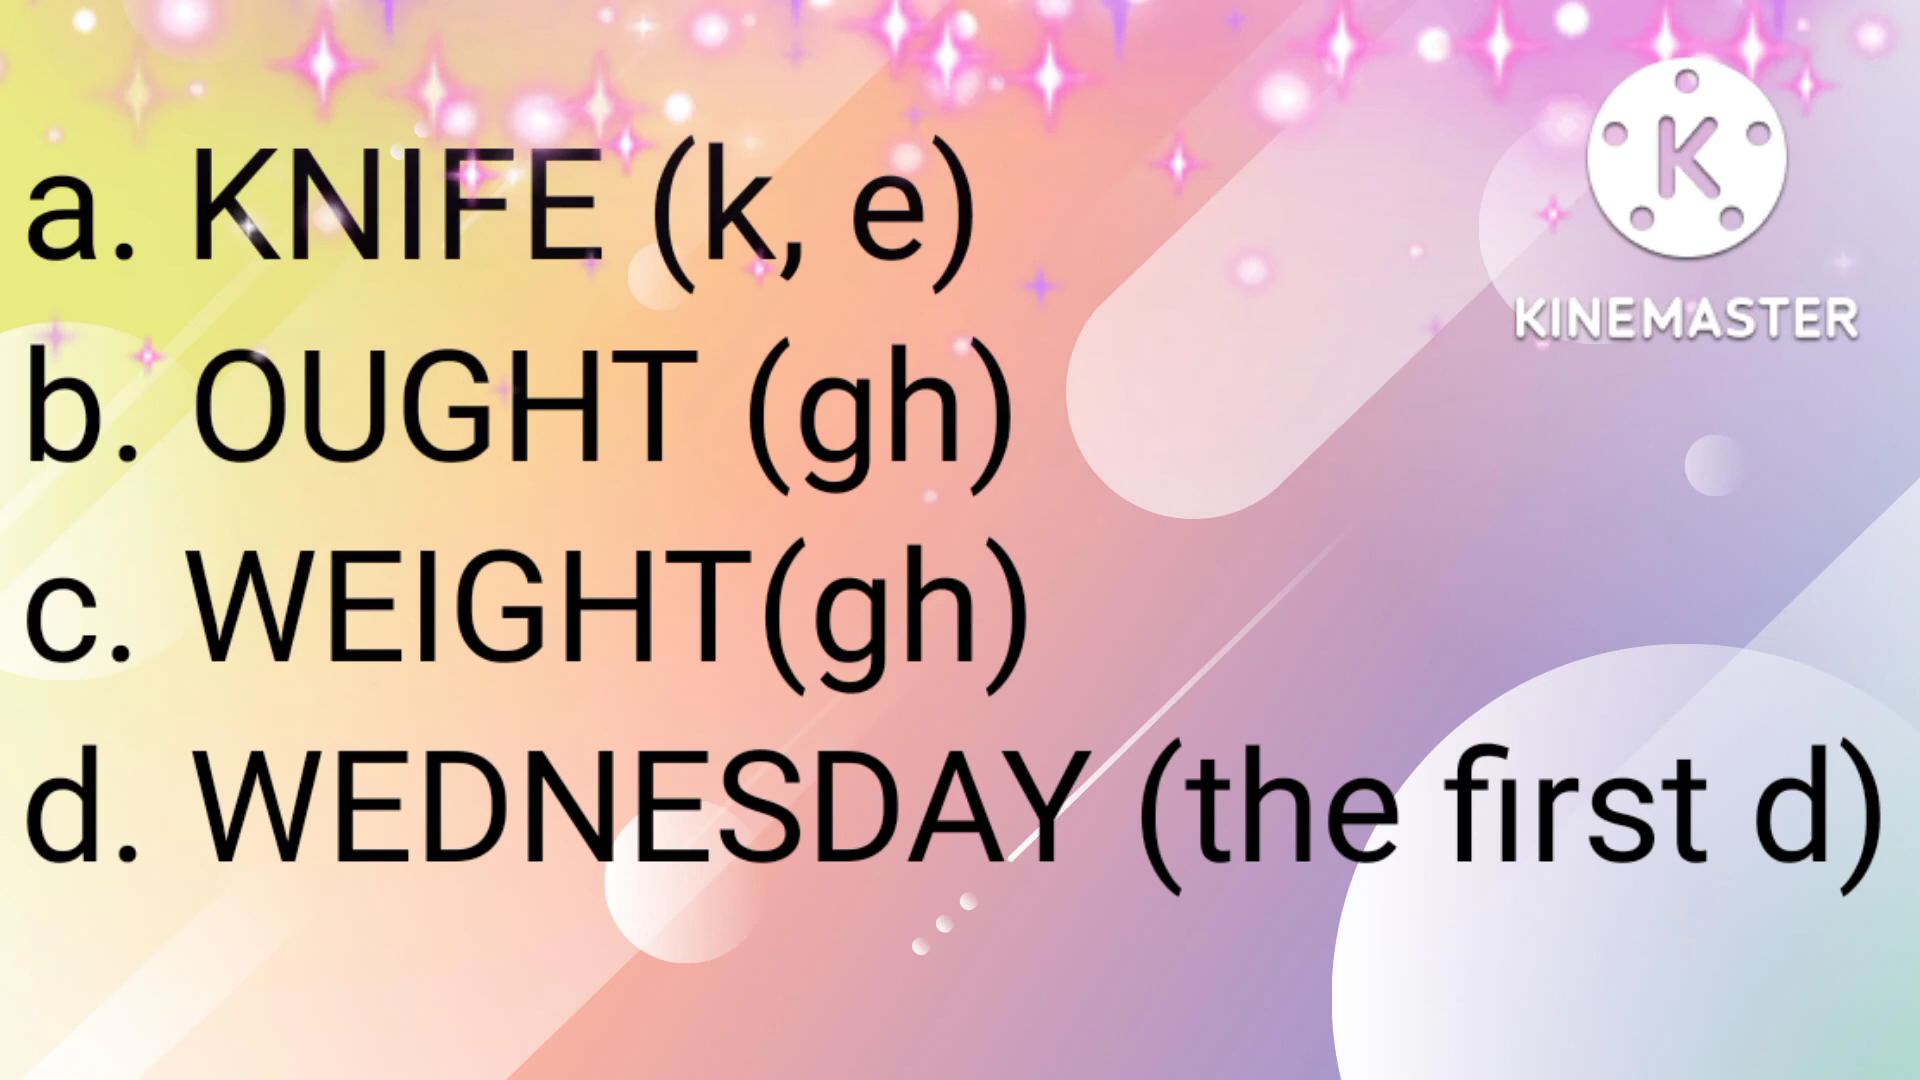 a. KNIFE (k, e)
b. OUGHT (gh)
c. WEIGHT(gh)
d. WEDNESDAY (the first d)
K
KINEMASTER